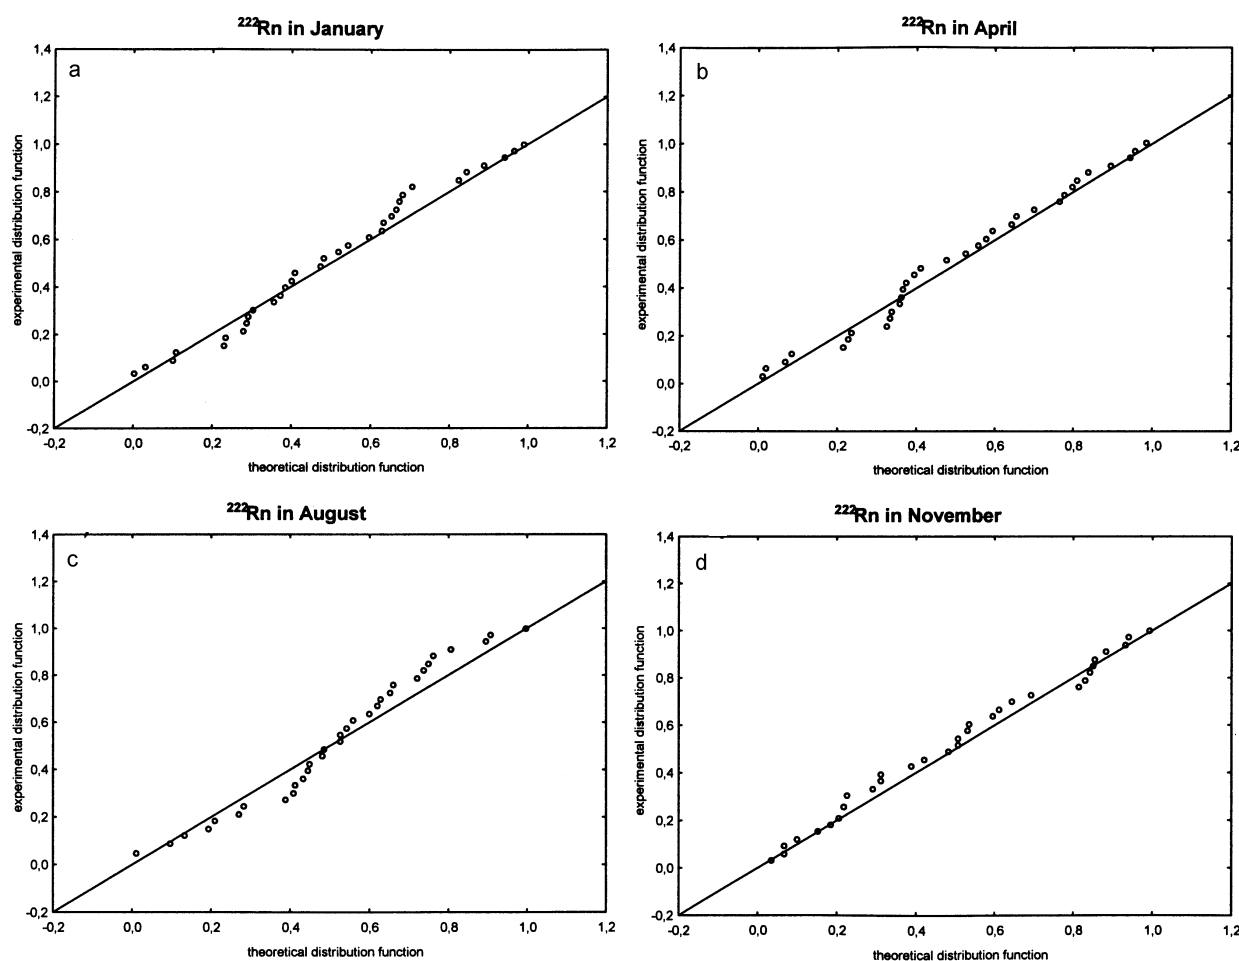 222Rn in January
a
1,4
1,2
1,0
0,8
0,6
0,4
0,2
0,0
-0,2
experimental distribution function
-0,2 0,0 0,2 0,4 0,6 0,8 1,0 1,2
theoretical distribution function
222Rn in April
b
1,4
1,2
1,0
0,8
0,6
0,4
0,2
0,0
-0,2
experimental distribution function
-0,2 0,0 0,2 0,4 0,6 0,8 1,0 1,2
theoretical distribution function
222Rn in August
c
1,4
1,2
1,0
0,8
0,6
0,4
0,2
0,0
-0,2
experimental distribution function
-0,2 0,0 0,2 0,4 0,6 0,8 1,0 1,2
theoretical distribution function
222Rn in November
d
1,4
1,2
1,0
0,8
0,6
0,4
0,2
0,0
-0,2
experimental distribution function
-0,2 0,0 0,2 0,4 0,6 0,8 1,0 1,2
theoretical distribution function